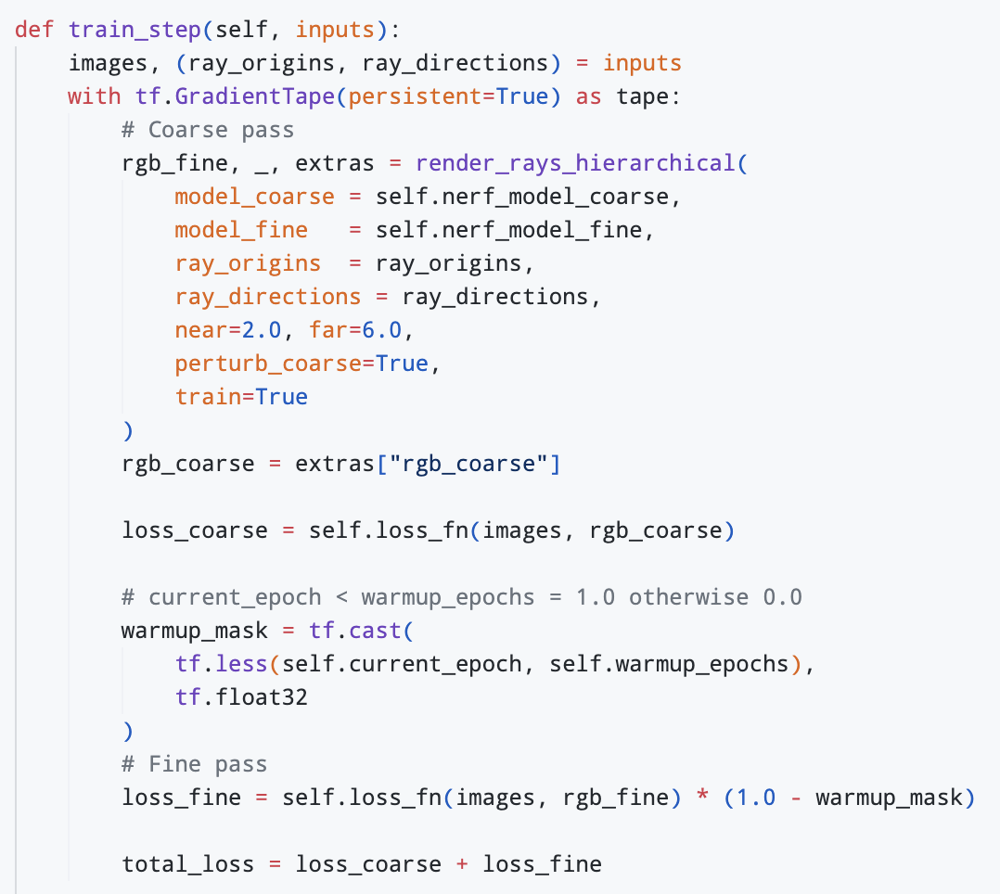 def train_step(self, inputs):
    images, (ray_origins, ray_directions) = inputs
    with tf.GradientTape(persistent=True) as tape:
        # Coarse pass
        rgb_fine, _, extras = render_rays_hierarchical(
            model_coarse = self.nerf_model_coarse,
            model_fine   = self.nerf_model_fine,
            ray_origins  = ray_origins,
            ray_directions = ray_directions,
            near=2.0, far=6.0,
            perturb_coarse=True,
            train=True
        )
        rgb_coarse = extras["rgb_coarse"]

        loss_coarse = self.loss_fn(images, rgb_coarse)

        # current_epoch < warmup_epochs = 1.0 otherwise 0.0
        warmup_mask = tf.cast(
            tf.less(self.current_epoch, self.warmup_epochs),
            tf.float32
        )
        # Fine pass
        loss_fine = self.loss_fn(images, rgb_fine) * (1.0 - warmup_mask)

        total_loss = loss_coarse + loss_fine